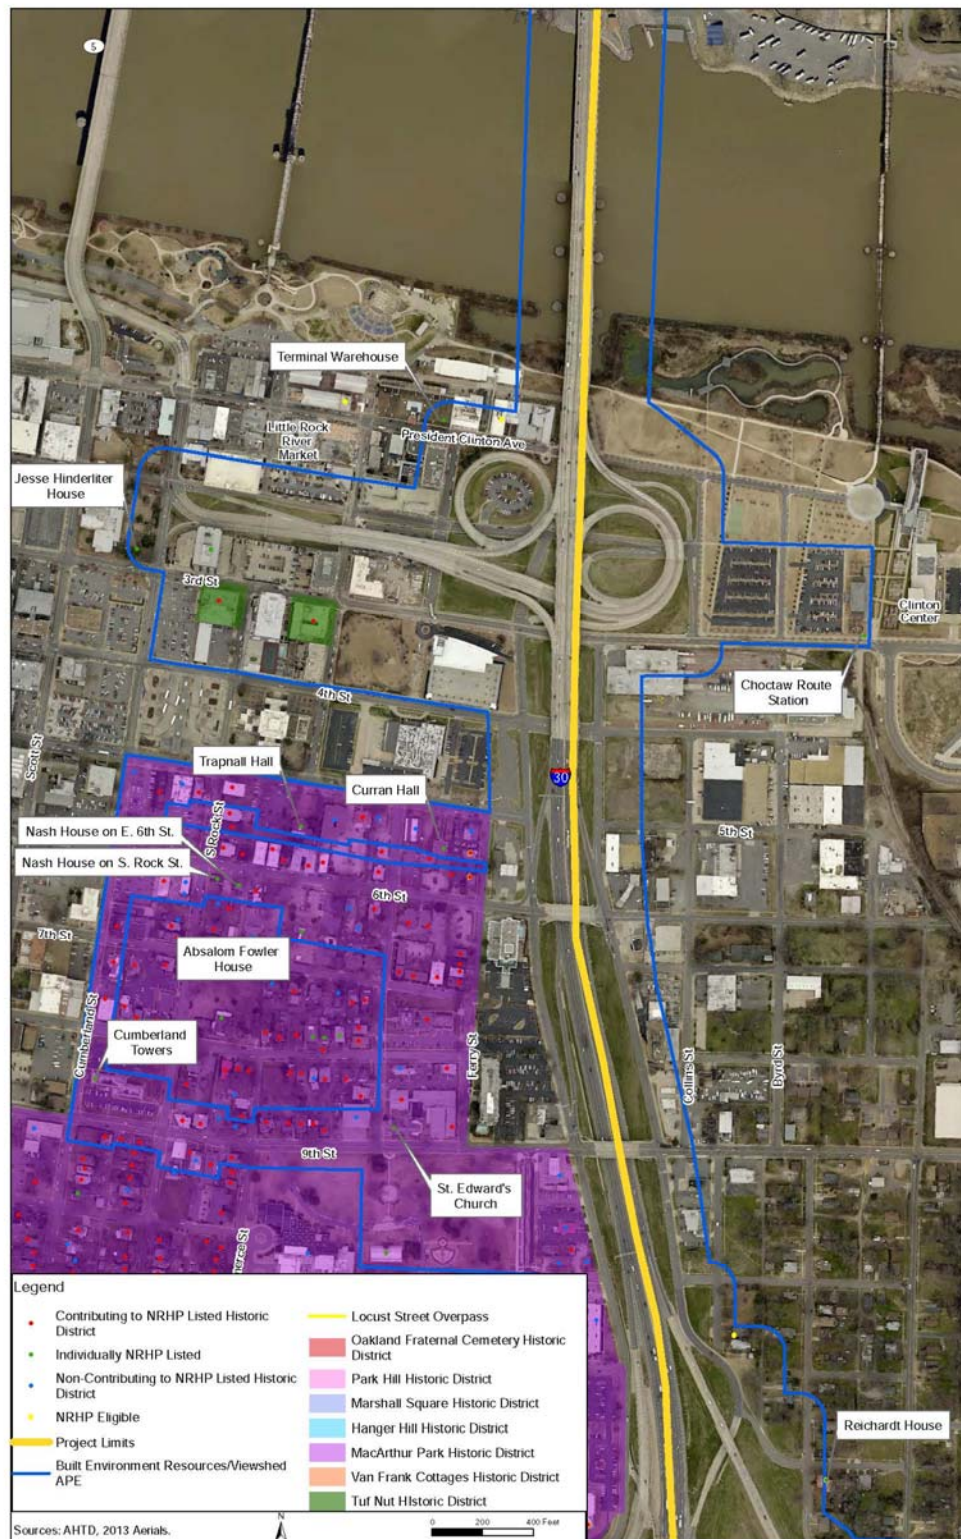 5
Terminal Warehouse
Little Rock
River
Market
President Clinton Ave
Jesse Hinderliter
House
3rd St
Clinton
Center
Choctaw Route
Station
4th St
Scott St
Trapnall Hall
Curran Hall
30
S Rock St
Nash House on E. 6th St.
Nash House on S. Rock St.
5th St
6th St
7th St
Absalom Fowler
House
Cumberland St
Cumberland
Towers
Ferry St
Collins St
Byrd St
9th St
St. Edward's
Church
merce St
Reichardt House
Legend
Contributing to NRHP Listed Historic
District
Individually NRHP Listed
Non-Contributing to NRHP Listed Historic
District
NRHP Eligible
Project Limits
Built Environment Resources/Viewshed
APE
Locust Street Overpass
Oakland Fraternal Cemetery Historic
District
Park Hill Historic District
Marshall Square Historic District
Hanger Hill Historic District
MacArthur Park Historic District
Van Frank Cottages Historic District
Tuf Nut HIstoric District
Sources: AHTD, 2013 Aerials.
N
0 200 400 Feet